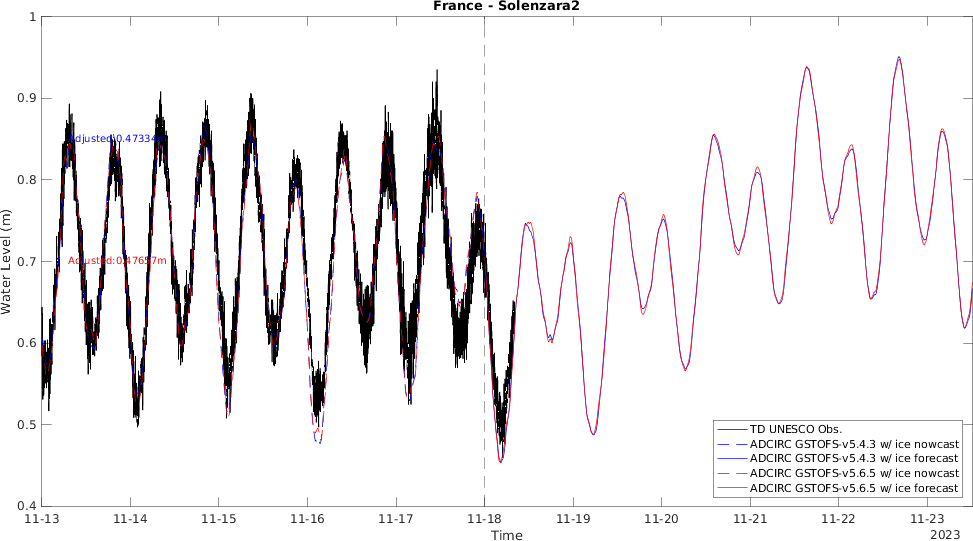 France - Solenzara2
1
0.9
0.8
0.7
0.6
0.5
0.4
Water Level (m)
Adjusted:0.47334
Adjusted:0.47657m
TD UNESCO Obs.
ADCIRC GSTOFS-v5.4.3 w/ ice nowcast
ADCIRC GSTOFS-v5.4.3 w/ ice forecast
ADCIRC GSTOFS-v5.6.5 w/ ice nowcast
ADCIRC GSTOFS-v5.6.5 w/ ice forecast
11-13 11-14 11-15 11-16 11-17 11-18 11-19 11-20 11-21 11-22 11-23
Time
2023